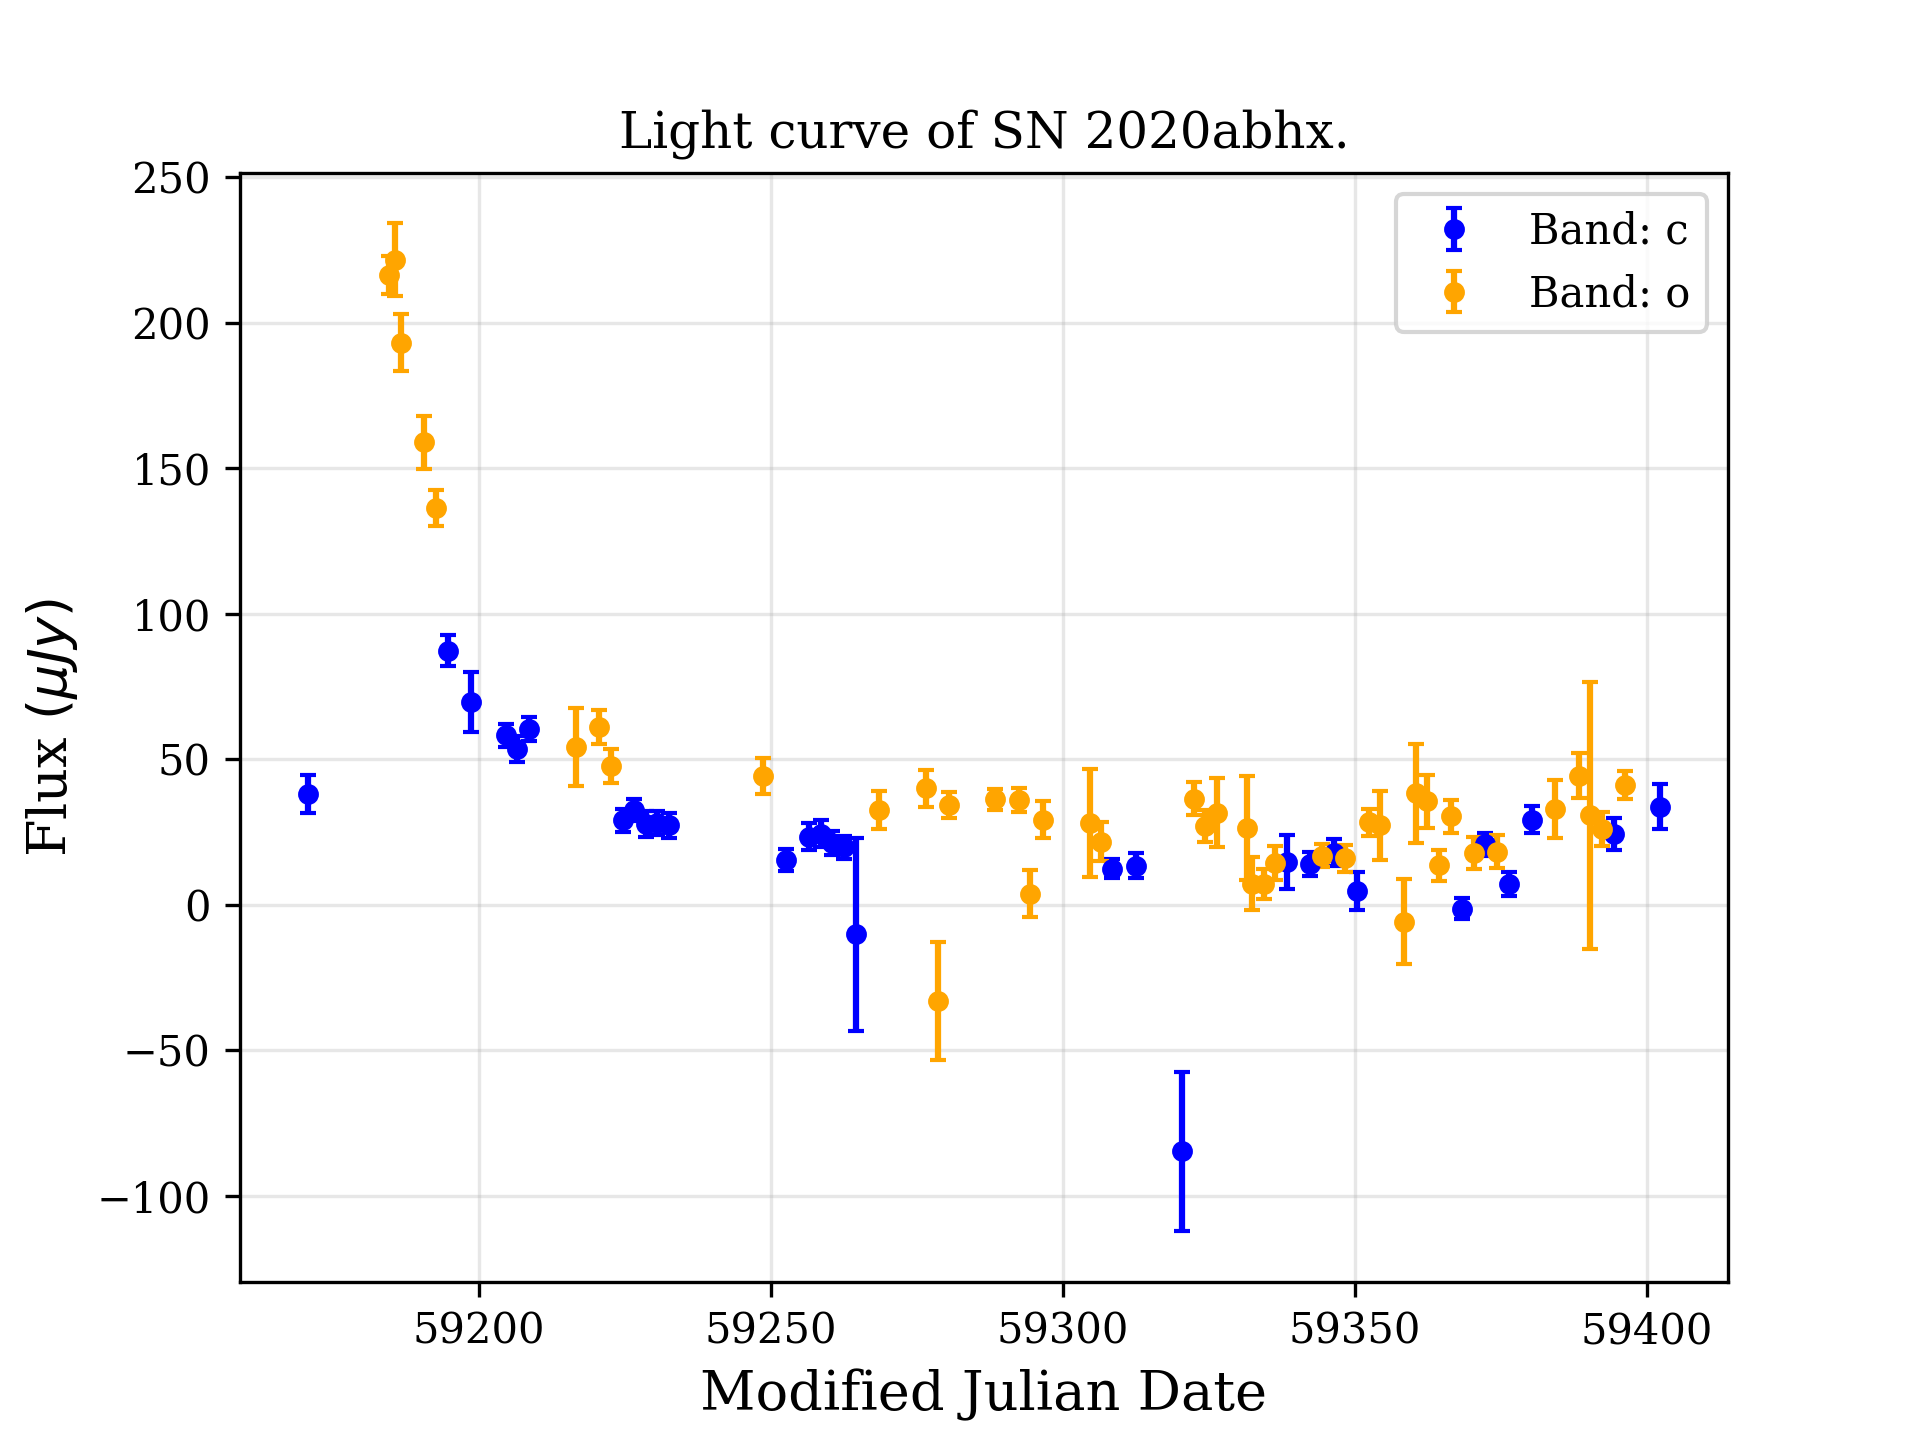 Light curve of SN 2020abhx.
250
200
150
100
50
0
−50
−100
Flux (μJy)
Band: c
Band: o
59200 59250 59300 59350 59400
Modified Julian Date